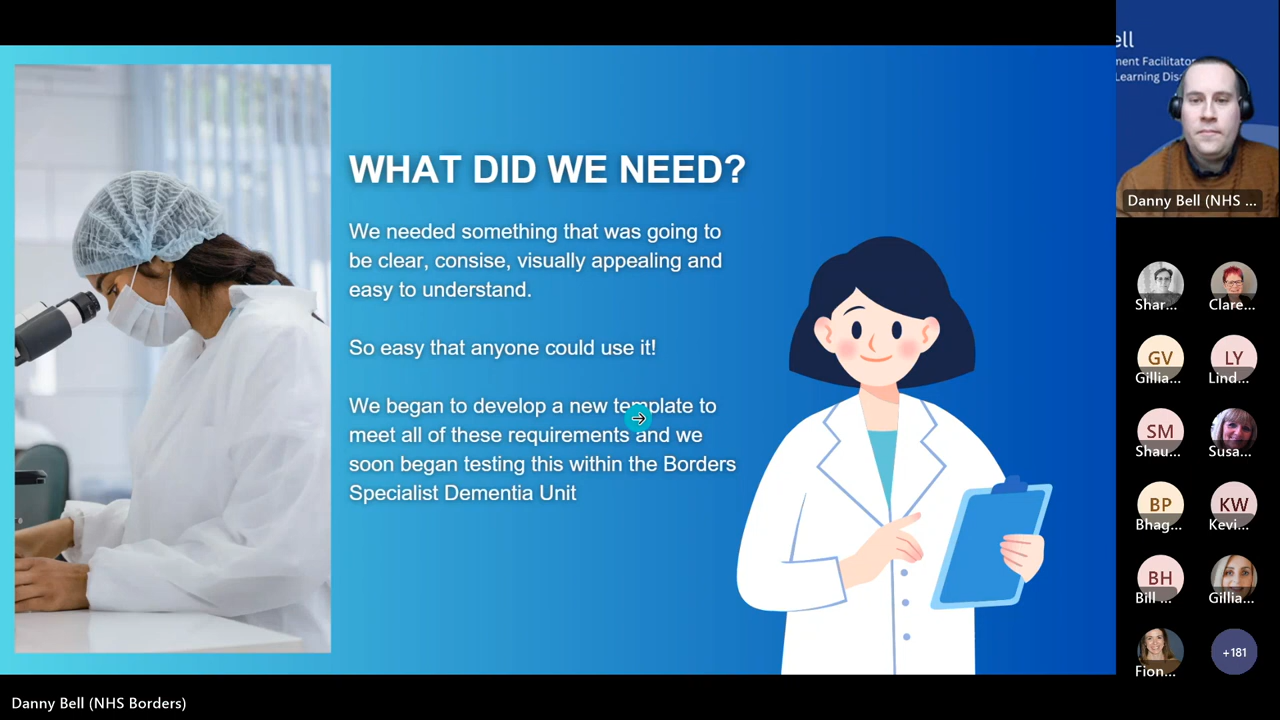 WHAT DID WE NEED?
We needed something that was going to
be clear, consise, visually appealing and
easy to understand.
So easy that anyone could use it!
We began to develop a new template to
meet all of these requirements and we
soon began testing this within the Borders
Specialist Dementia Unit
ell
ment Facilitator
Learning Dis
Danny Bell (NHS ...
Shar...
Clare...
GV
LY
Gillia...
Lind...
SM
Shau...
Susa...
BP
KW
Bhag...
Kevi...
BH
Bill ...
Gillia...
Fion...
+181
Danny Bell (NHS Borders)